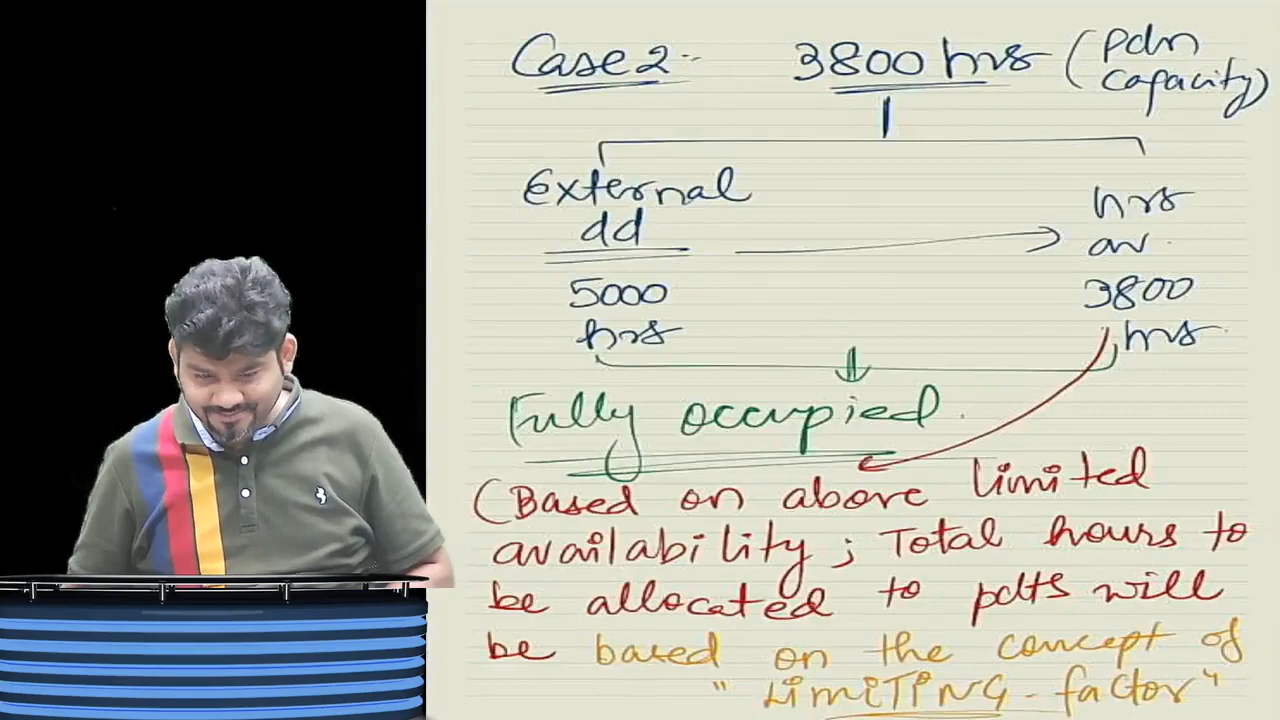 Case 2:- 3800 hrs (pdn capacity)
External hrs
dd av.
5000 3800
hrs hrs
Fully occupied.
(Based on above limited
availability; Total hours to
be allocated to pdts will
be based on the concept of
"LIMITING - factor"